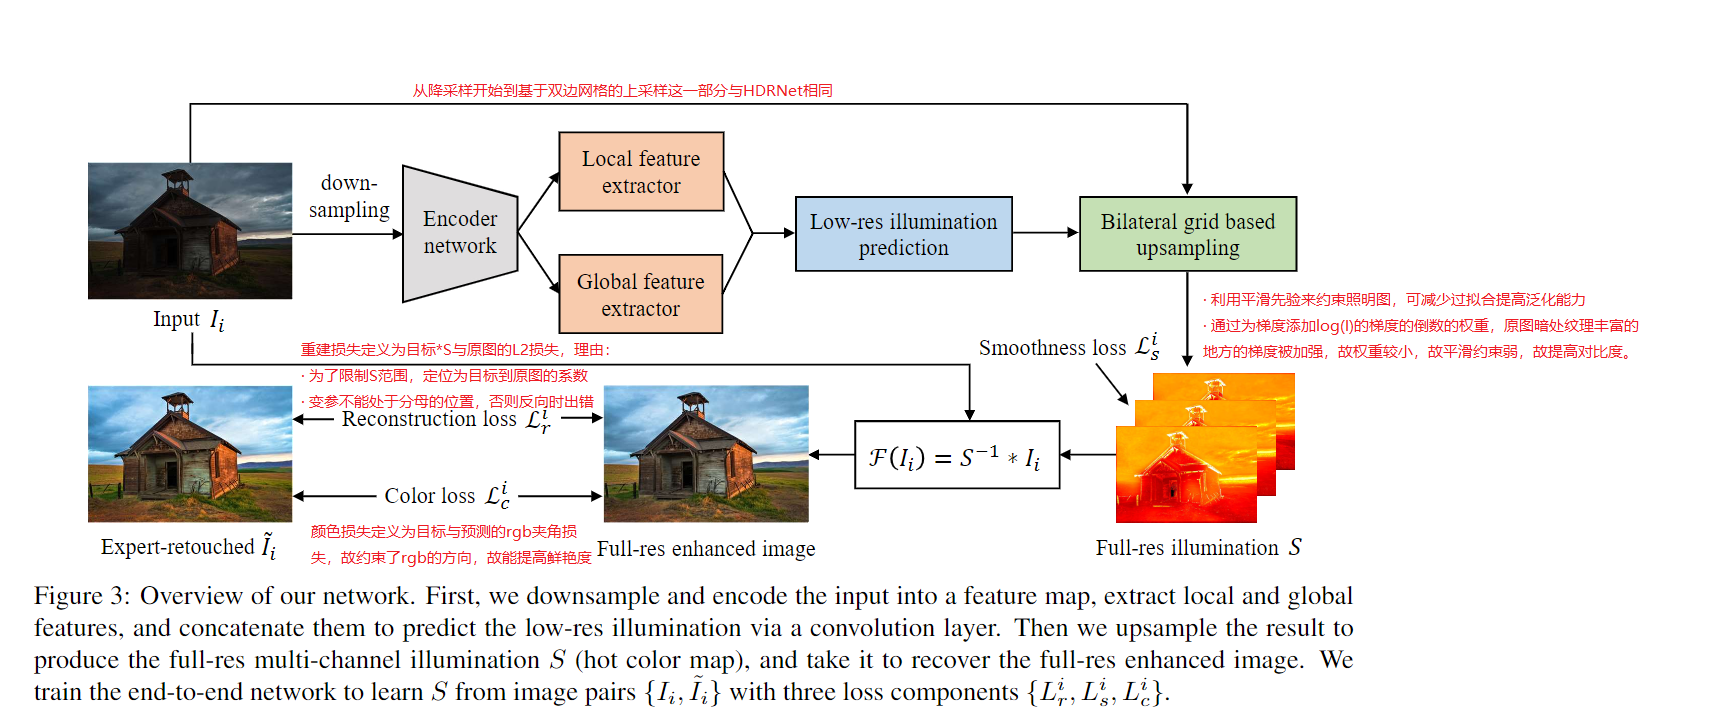 从降采样开始到基于双边网格的上采样这一部分与HDRNet相同
down-
sampling
Encoder
network
Local feature
extractor
Global feature
extractor
Low-res illumination
prediction
Bilateral grid based
upsampling
Input I_i
· 利用平滑先验来约束照明图，可减少过拟合提高泛化能力
· 通过为梯度添加log(I)的梯度的倒数的权重，原图暗处纹理丰富的
地方的梯度被加强，故权重较小，故平滑约束弱，故提高对比度。
Smoothness loss ℒ_s^i
重建损失定义为目标*S与原图的L2损失，理由：
· 为了限制S范围，定位为目标到原图的系数
· 变参不能处于分母的位置，否则反向时出错
Reconstruction loss ℒ_r^i
ℱ(I_i) = S^{-1} * I_i
Color loss ℒ_c^i
颜色损失定义为目标与预测的rgb夹角损
失，故约束了rgb的方向，故能提高鲜艳度
Expert-retouched Ĩ_i
Full-res enhanced image
Full-res illumination S
Figure 3: Overview of our network. First, we downsample and encode the input into a feature map, extract local and global
features, and concatenate them to predict the low-res illumination via a convolution layer. Then we upsample the result to
produce the full-res multi-channel illumination S (hot color map), and take it to recover the full-res enhanced image. We
train the end-to-end network to learn S from image pairs {I_i, Ĩ_i} with three loss components {L_r^i, L_s^i, L_c^i}.